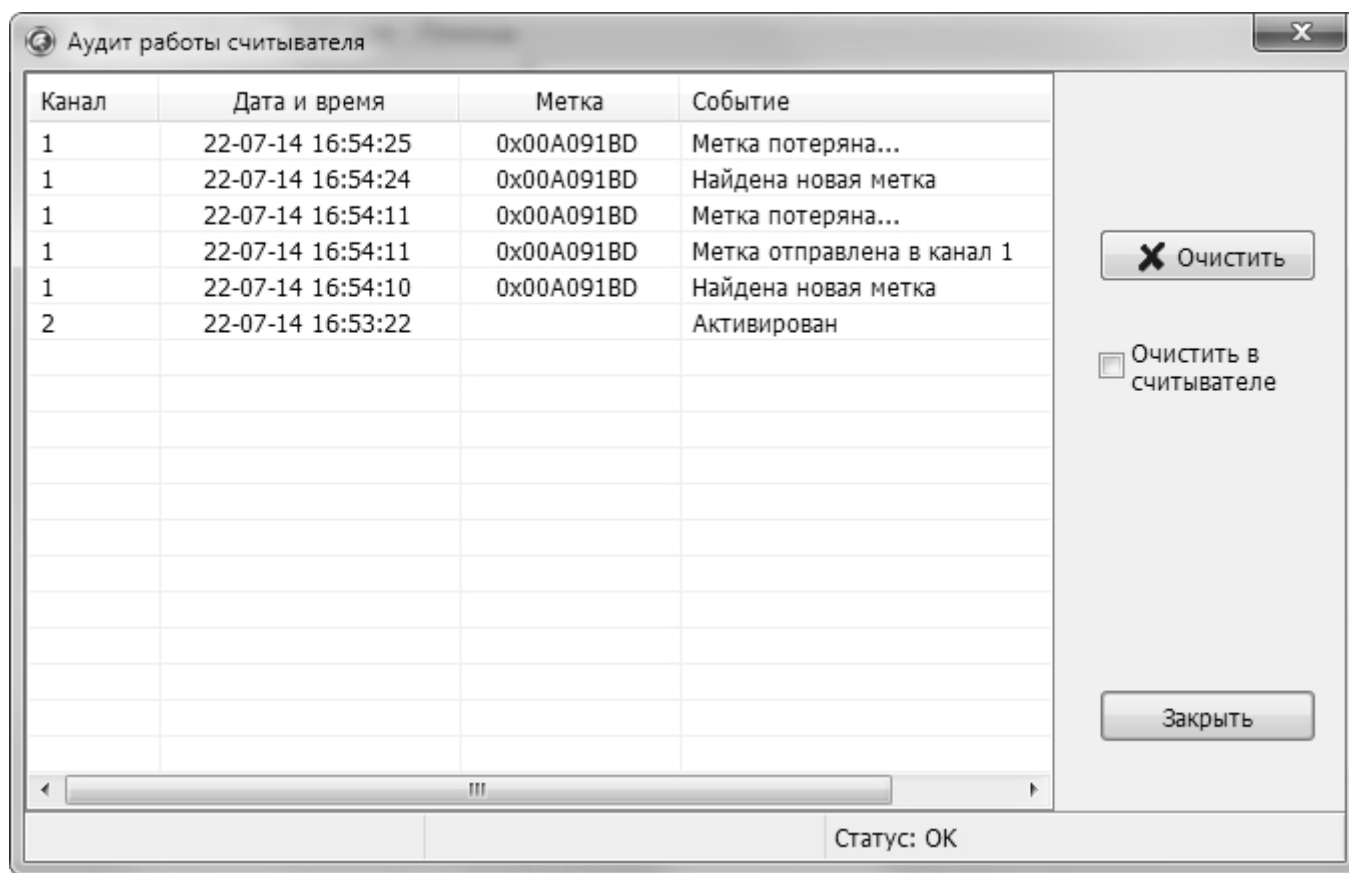 Аудит работы считывателя
Канал Дата и время Метка Событие
1 22-07-14 16:54:25 0x00A091BD Метка потеряна...
1 22-07-14 16:54:24 0x00A091BD Найдена новая метка
1 22-07-14 16:54:11 0x00A091BD Метка потеряна...
1 22-07-14 16:54:11 0x00A091BD Метка отправлена в канал 1
1 22-07-14 16:54:10 0x00A091BD Найдена новая метка
2 22-07-14 16:53:22 Активирован
Очистить
Очистить в
считывателе
Закрыть
Статус: OK